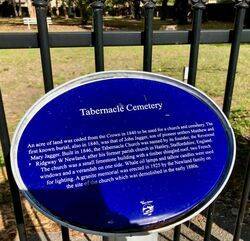 Tabernacle Cemetery
An acre of land was ceded from the Crown in 1840 to be used for a church and cemetery. The
first known burial, also in 1840, was that of John Jagger, son of pioneer settlers Matthew and
Mary Jagger. Built in 1846, the Tabernacle Church was named by its founder, the Reverend
Ridgway W Newland, after his former parish church in Hanley, Staffordshire, England.
The church was a small limestone building with a timber shingled roof, two French
windows and a verandah on one side. Whale oil lamps and tallow candles were used
for lighting. A granite memorial was erected in 1925 by the Newland family on
the site of the church which was demolished in the early 1880s.